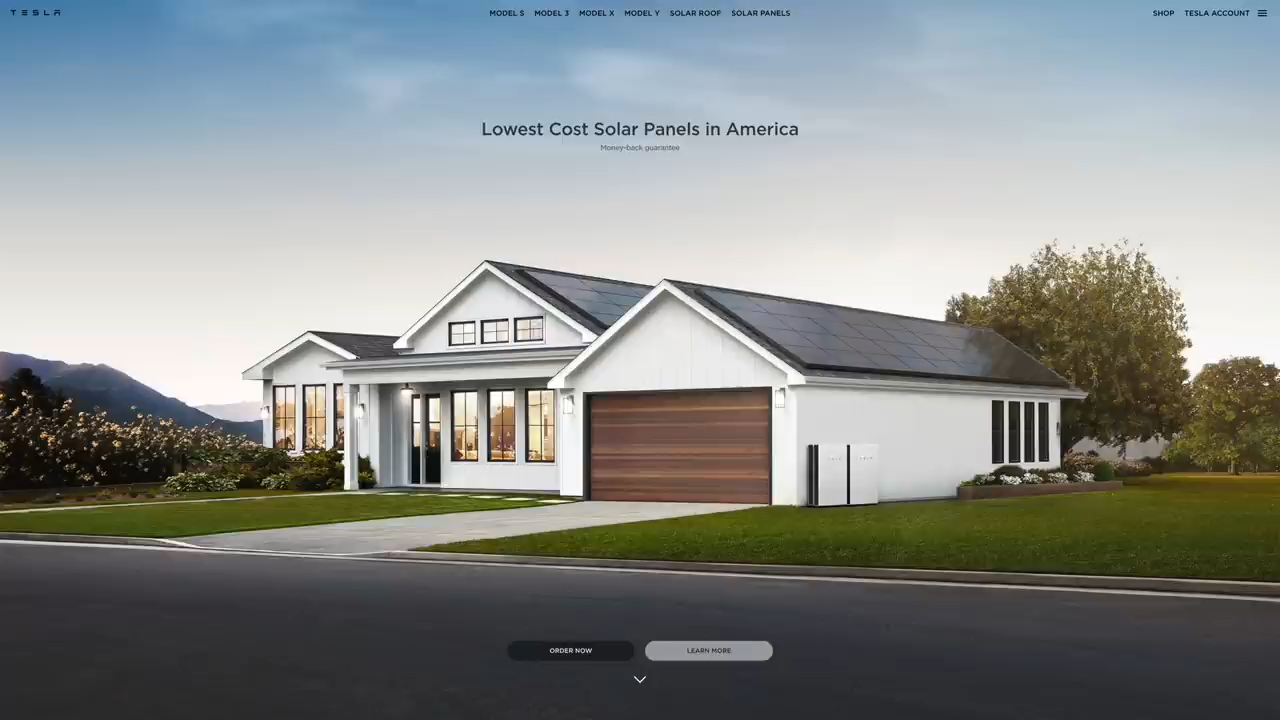 TESLA
MODEL S MODEL 3 MODEL X MODEL Y SOLAR ROOF SOLAR PANELS
SHOP TESLA ACCOUNT
Lowest Cost Solar Panels in America
Money-back guarantee
ORDER NOW
LEARN MORE